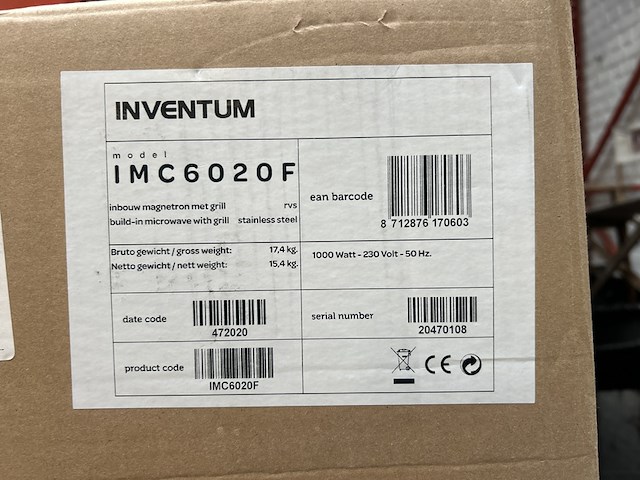 INVENTUM
model
IMC6020F
inbouw magnetron met grill rvs
build-in microwave with grill stainless steel
ean barcode
8 712876 170603
Bruto gewicht / gross weight: 17,4 kg.
Netto gewicht / nett weight: 15,4 kg.
1000 Watt - 230 Volt - 50 Hz.
date code
472020
serial number
20470108
product code
IMC6020F
CE